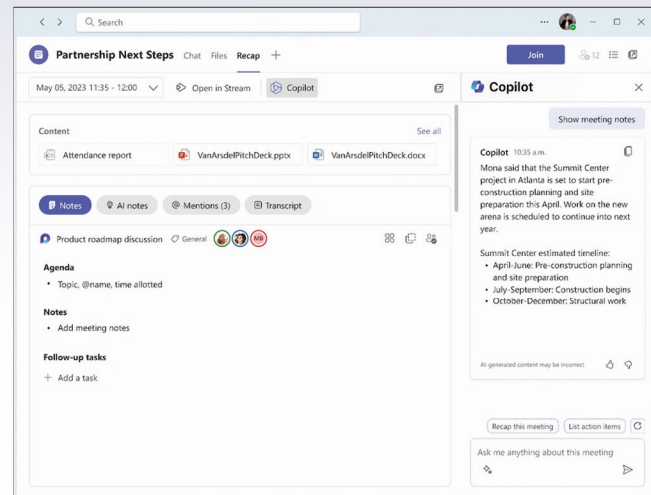 Search
Partnership Next Steps Chat Files Recap
Join
12
May 05, 2023 11:35 - 12:00
Open in Stream
Copilot
Content
See all
Attendance report
VanArsdelPitchDeck.pptx
VanArsdelPitchDeck.docx
Notes
AI notes
Mentions (3)
Transcript
Product roadmap discussion
General
MB
Agenda
• Topic, @name, time allotted
Notes
• Add meeting notes
Follow-up tasks
+ Add a task
Copilot
Show meeting notes
Copilot 10:35 a.m.
Mona said that the Summit Center
project in Atlanta is set to start pre-
construction planning and site
preparation this April. Work on the new
arena is scheduled to continue into next
year.
Summit Center estimated timeline:
• April-June: Pre-construction planning
and site preparation
• July-September: Construction begins
• October-December: Structural work
AI-generated content may be incorrect
Recap this meeting
List action items
Ask me anything about this meeting